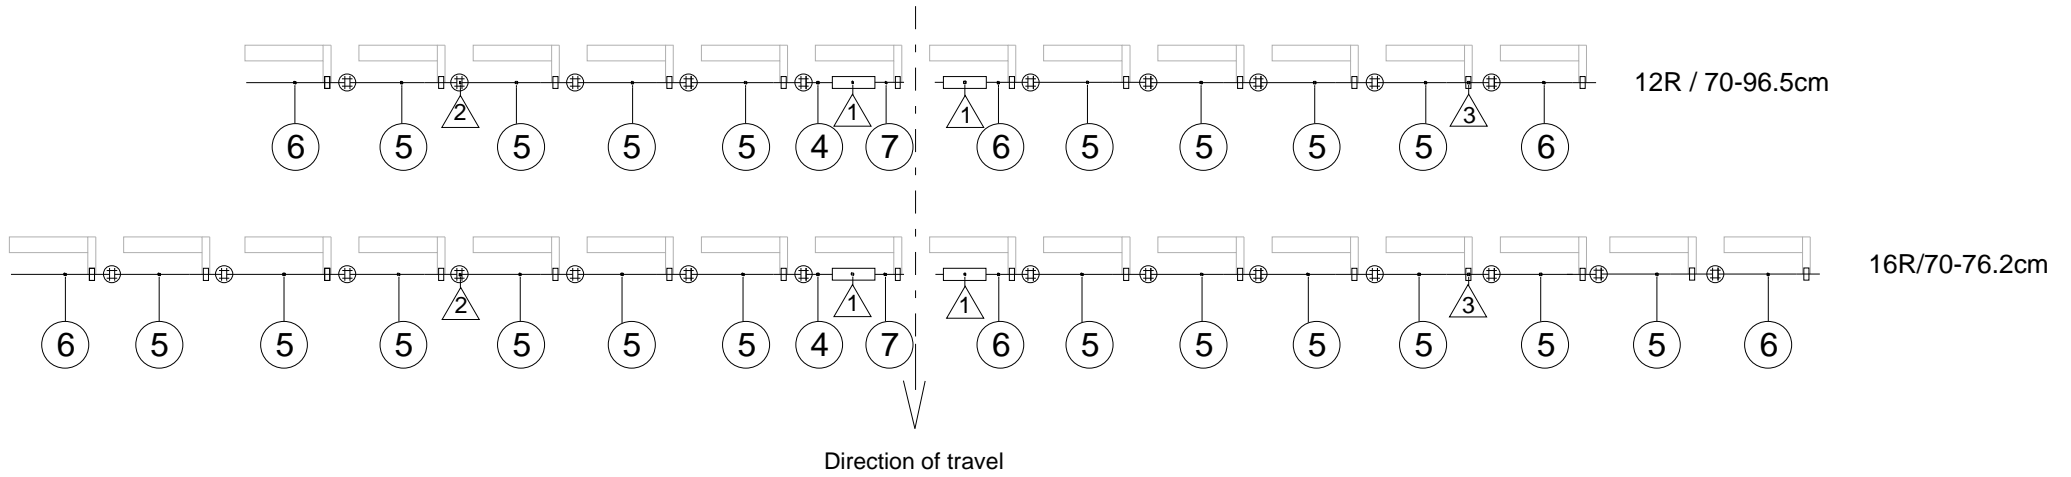 12R / 70-96.5cm
2 1 1 3
6 5 5 5 5 4 7 6 5 5 5 5 6
16R/70-76.2cm
2 1 1 3
6 5 5 5 5 5 5 4 7 6 5 5 5 5 5 5 6
Direction of travel